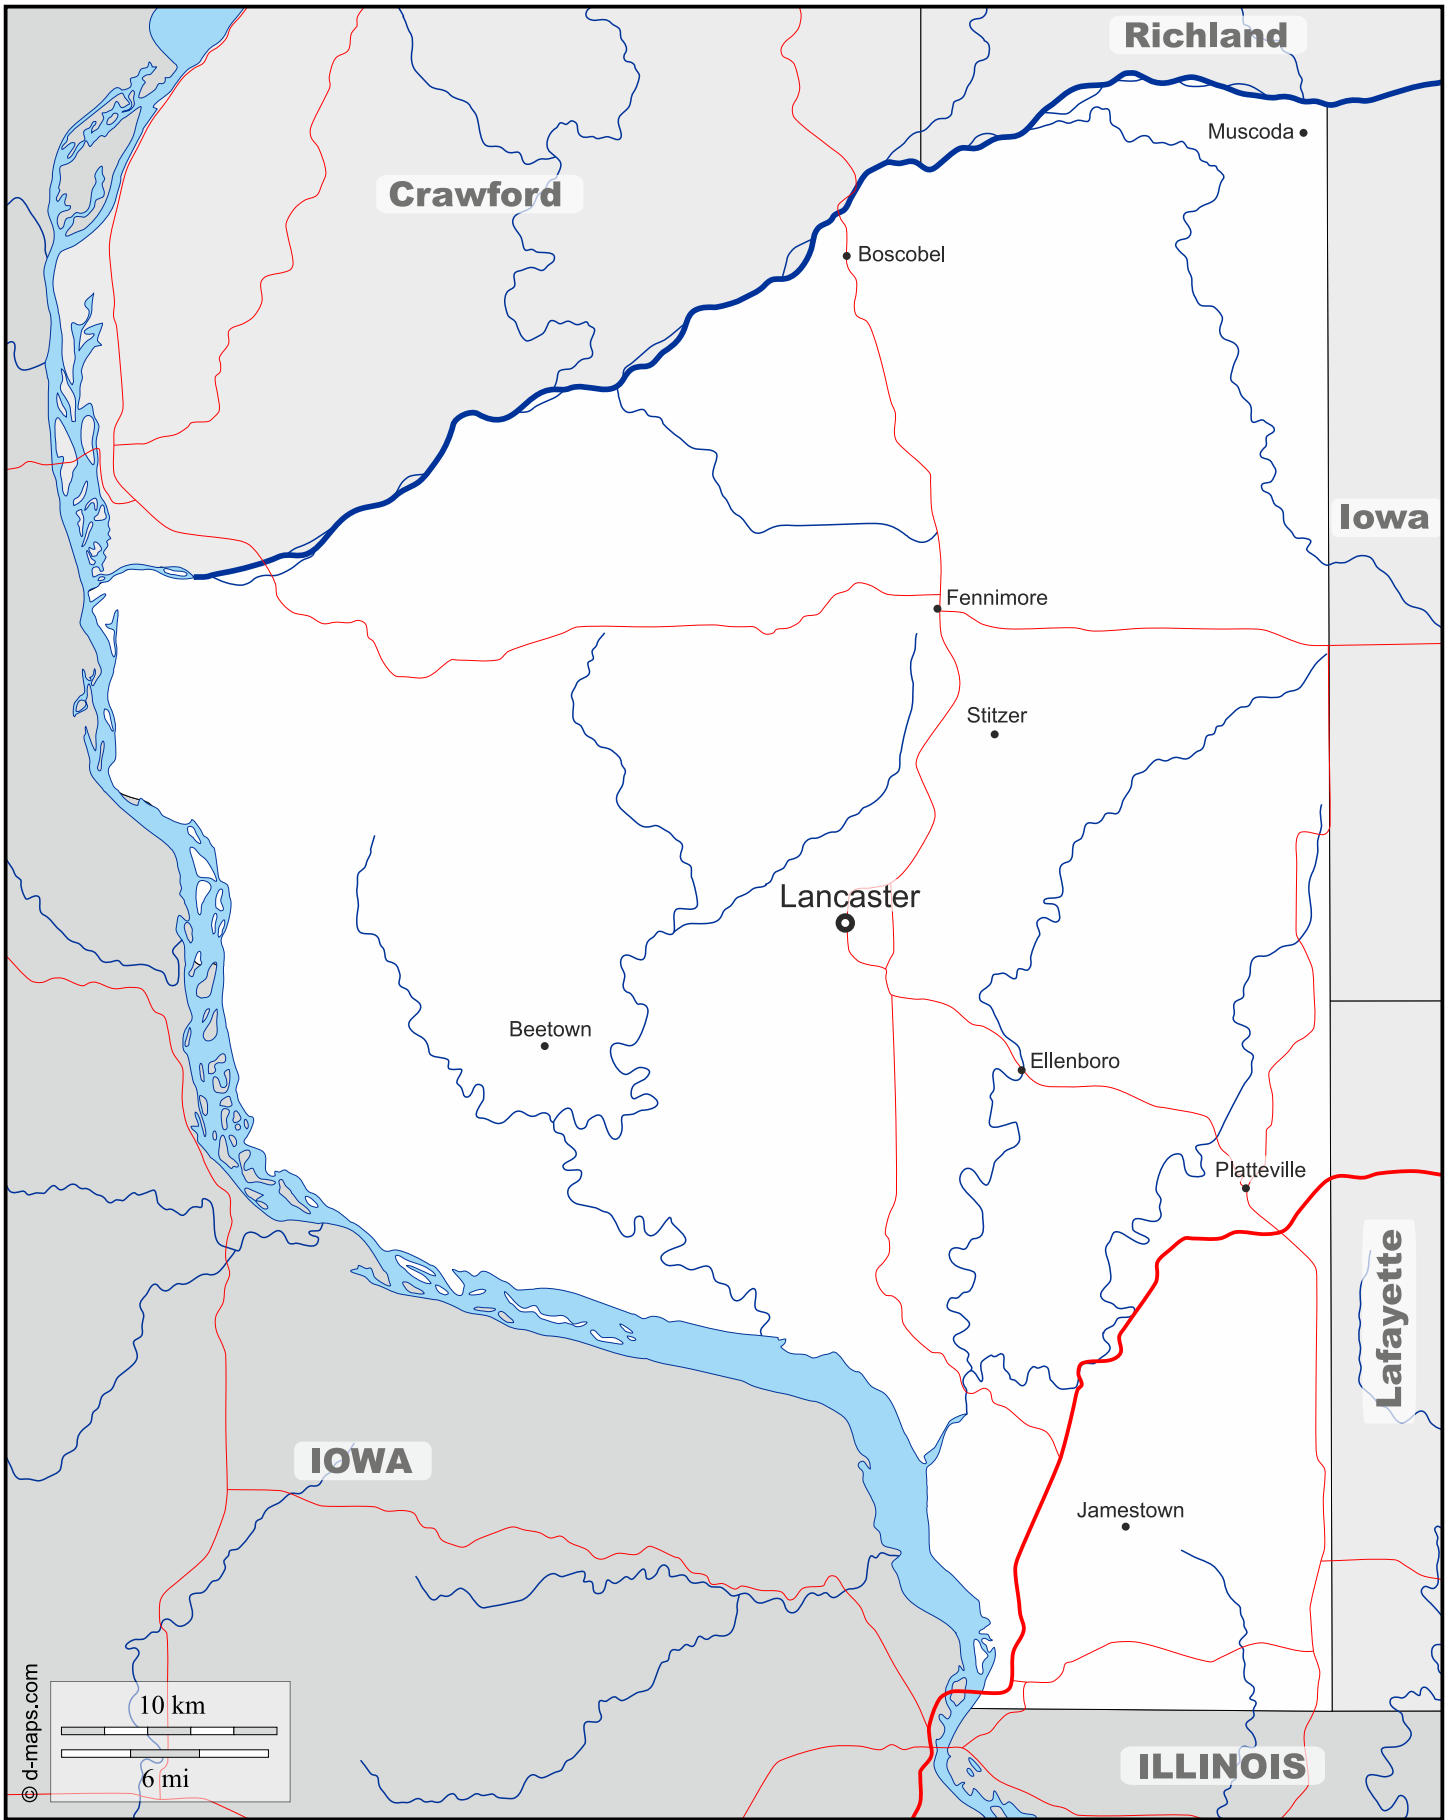 Richland
Muscoda
Crawford
Boscobel
Iowa
Fennimore
Stitzer
Lancaster
Beetown
Ellenboro
Platteville
Lafayette
IOWA
Jamestown
© d-maps.com
10 km
6 mi
ILLINOIS